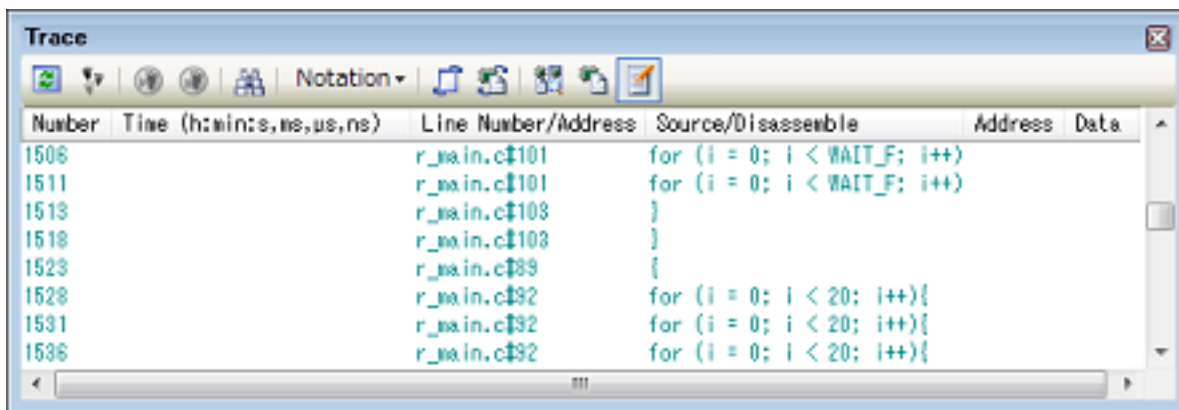 Trace
Notation
Number Time (h:min:s,ms,µs,ns) Line Number/Address Source/Disassemble Address Data
1506 r_main.c#101 for (i = 0; i < WAIT_F; i++)
1511 r_main.c#101 for (i = 0; i < WAIT_F; i++)
1513 r_main.c#103 }
1518 r_main.c#103 }
1523 r_main.c#89 {
1528 r_main.c#92 for (i = 0; i < 20; i++){
1531 r_main.c#92 for (i = 0; i < 20; i++){
1536 r_main.c#92 for (i = 0; i < 20; i++){